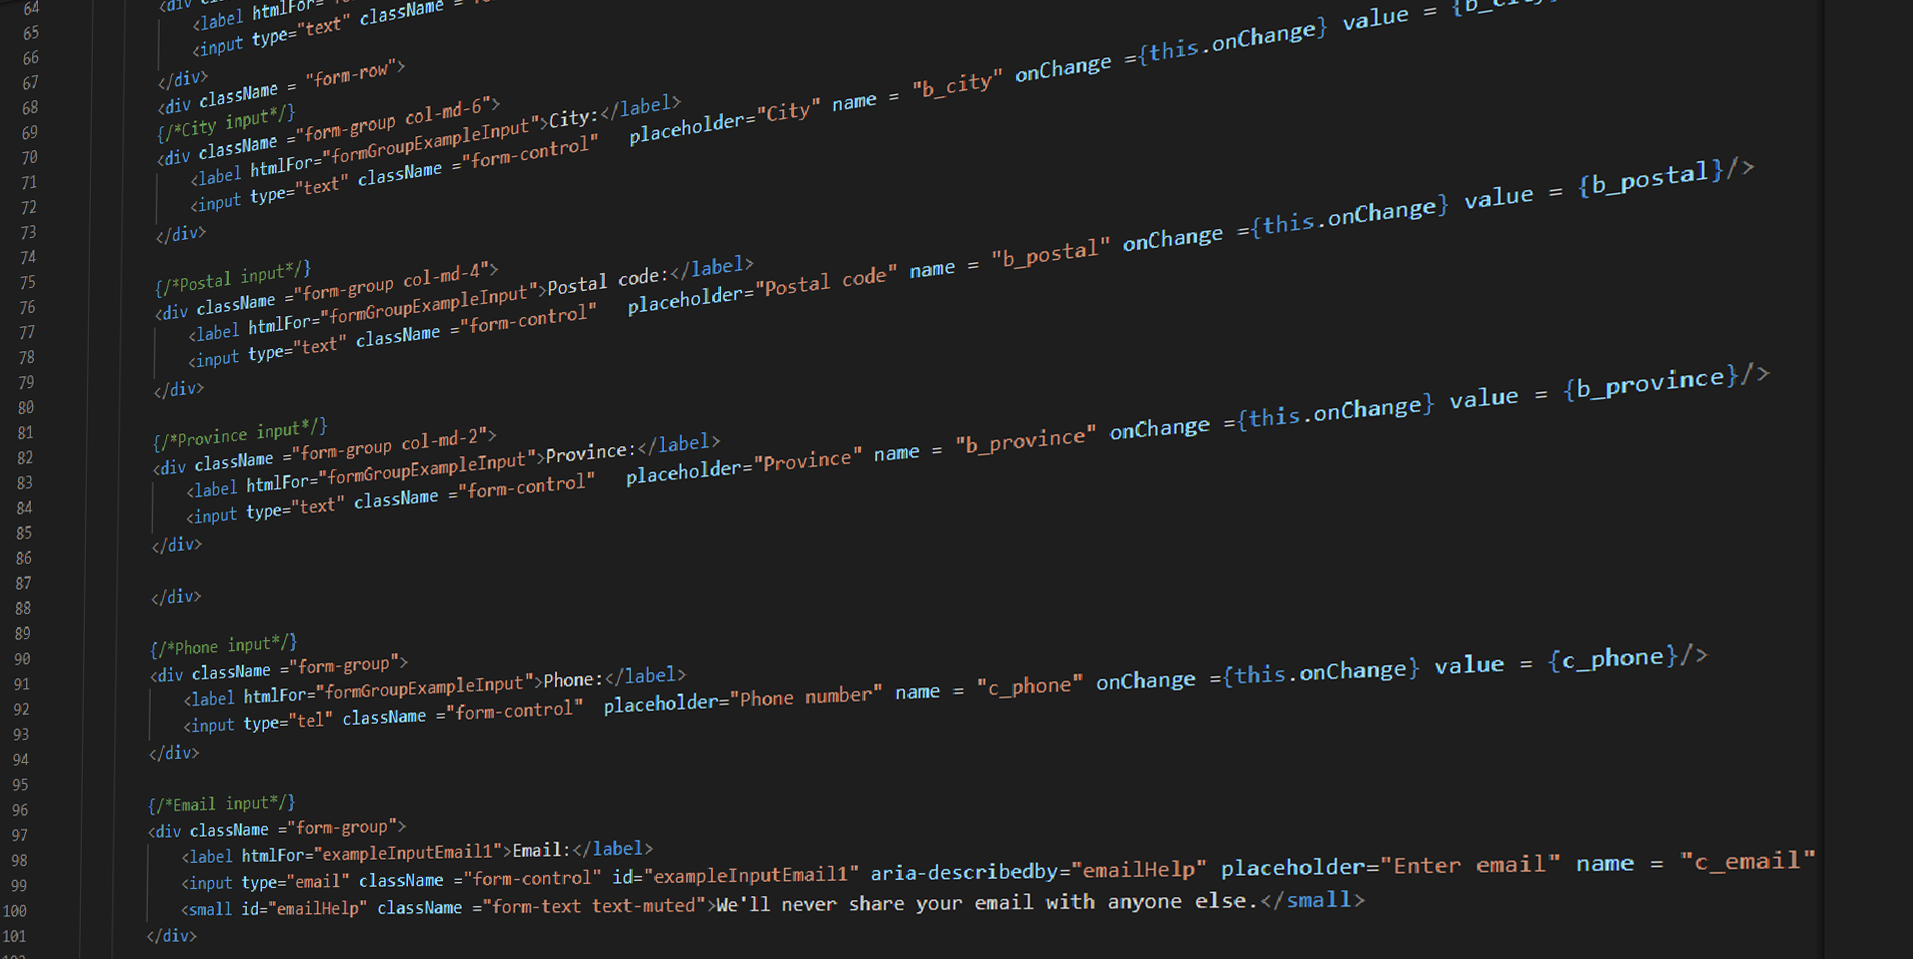 64 <div
65 <label htmlFor=
66 <input type="text" className =
67 </div>
68 <div className = "form-row">
69 {/*City input*/}
70 <div className ="form-group col-md-6">
71 <label htmlFor="formGroupExampleInput">City:</label>
72 <input type="text" className ="form-control" placeholder="City" name = "b_city" onChange ={this.onChange} value = {b_city}
73 </div>
74
75 {/*Postal input*/}
76 <div className ="form-group col-md-4">
77 <label htmlFor="formGroupExampleInput">Postal code:</label>
78 <input type="text" className ="form-control" placeholder="Postal code" name = "b_postal" onChange ={this.onChange} value = {b_postal}/>
79 </div>
80
81 {/*Province input*/}
82 <div className ="form-group col-md-2">
83 <label htmlFor="formGroupExampleInput">Province:</label>
84 <input type="text" className ="form-control" placeholder="Province" name = "b_province" onChange ={this.onChange} value = {b_province}/>
85 </div>
86
87 </div>
88
89 {/*Phone input*/}
90 <div className ="form-group">
91 <label htmlFor="formGroupExampleInput">Phone:</label>
92 <input type="tel" className ="form-control" placeholder="Phone number" name = "c_phone" onChange ={this.onChange} value = {c_phone}/>
93 </div>
94
95
96 {/*Email input*/}
97 <div className ="form-group">
98 <label htmlFor="exampleInputEmail1">Email:</label>
99 <input type="email" className ="form-control" id="exampleInputEmail1" aria-describedby="emailHelp" placeholder="Enter email" name = "c_email"
100 <small id="emailHelp" className ="form-text text-muted">We'll never share your email with anyone else.</small>
101 </div>